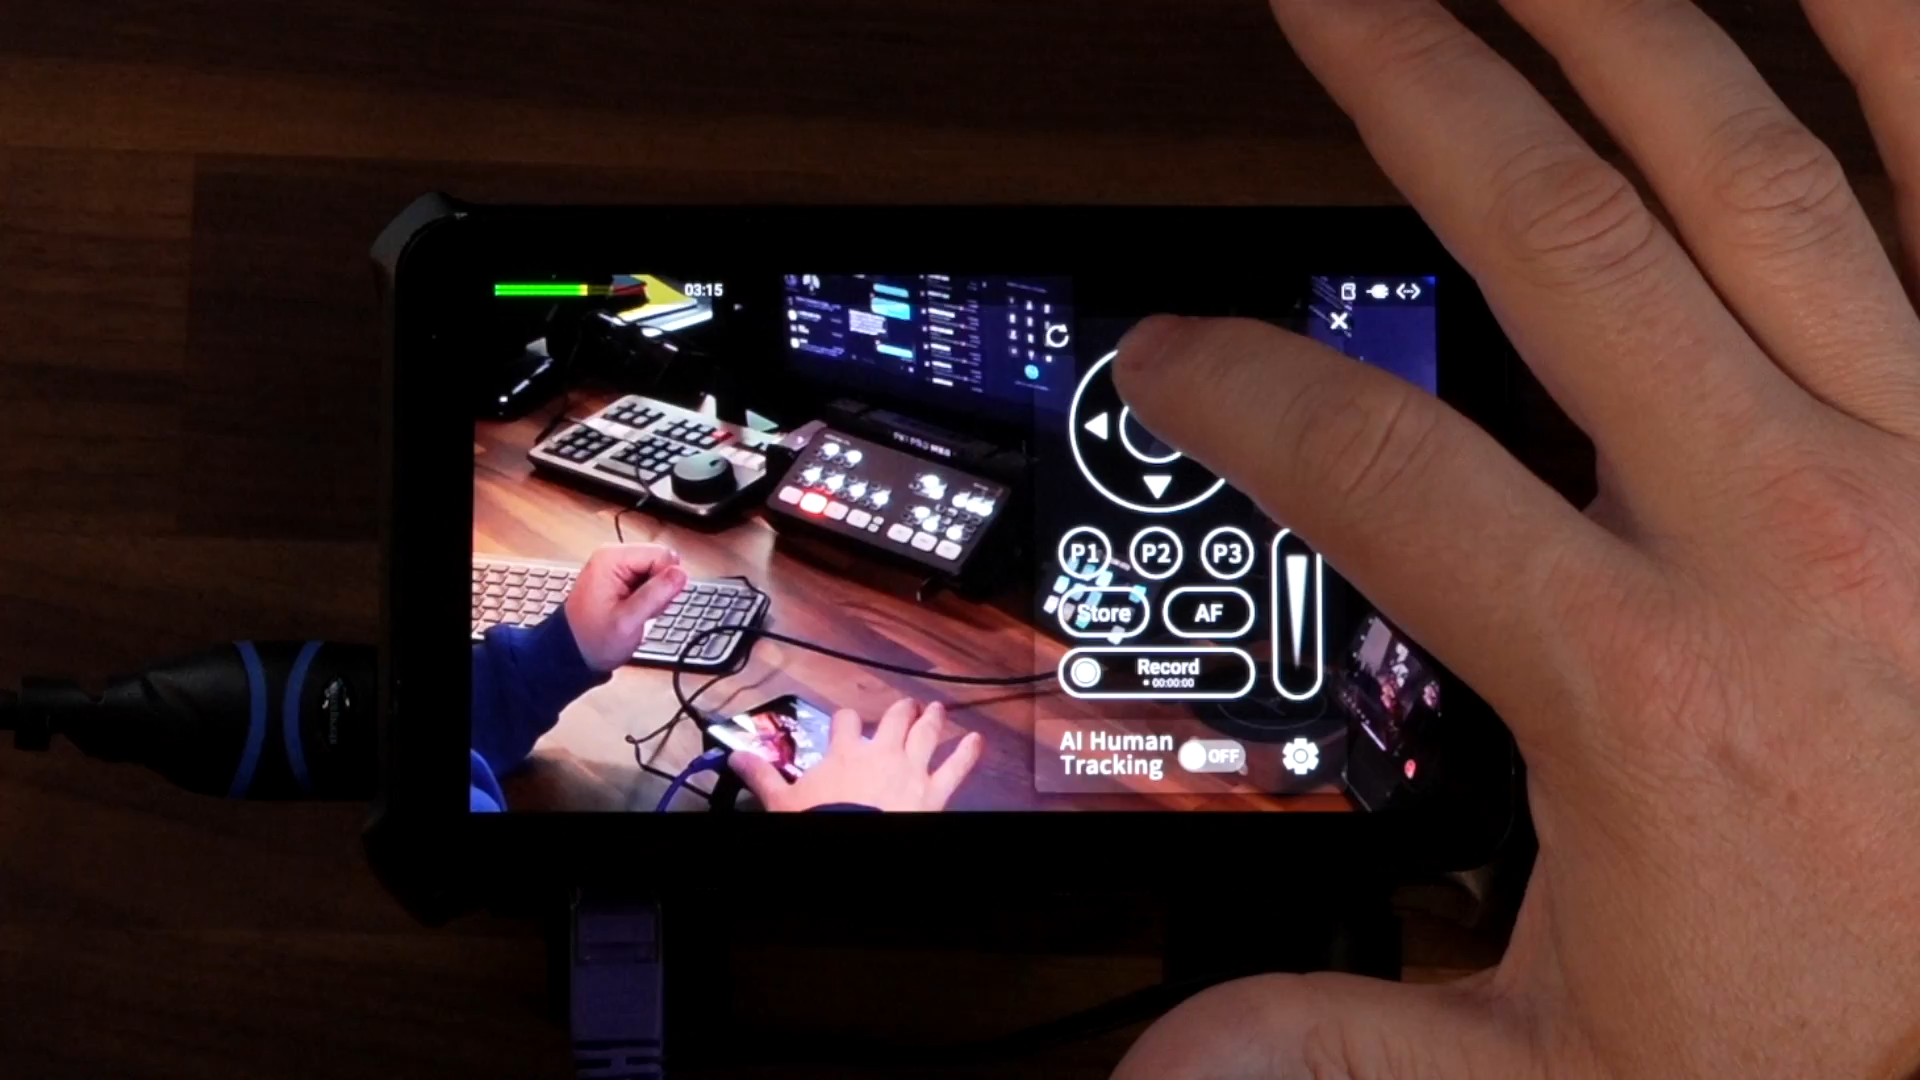 03:15
P1
P2
P3
Store
AF
Record
• 00:00:00
AI Human
Tracking
OFF